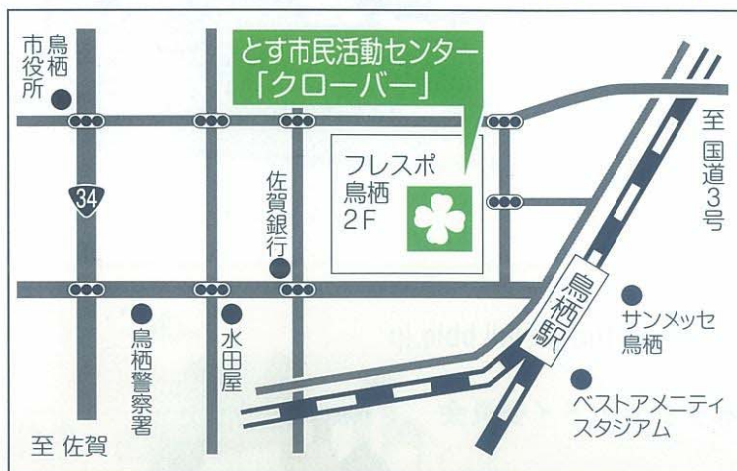 とす市民活動センター
「クローバー」
鳥栖
市役所
34
フレスポ
鳥栖
2F
佐賀銀行
至 国道3号
鳥栖駅
サンメッセ
鳥栖
ベストアメニティ
スタジアム
水田屋
鳥栖警察署
至 佐賀